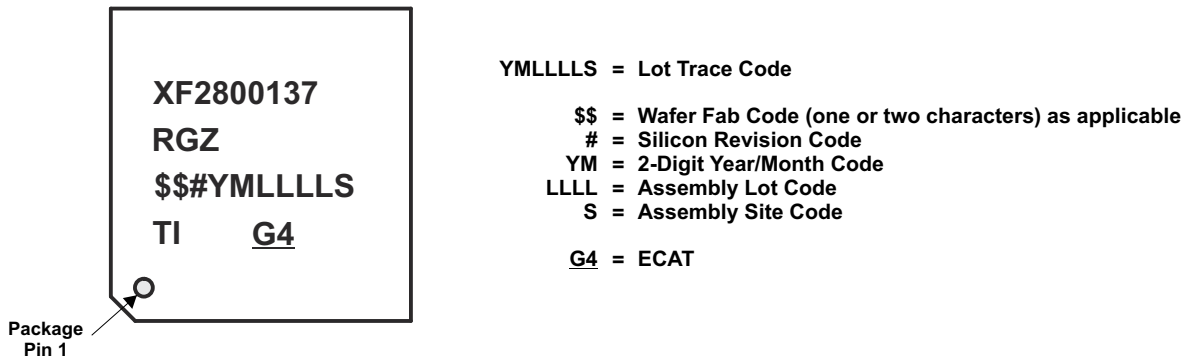 XF2800137
RGZ
$$#YMLLLLS
TI G4
Package
Pin 1
YMLLLLS = Lot Trace Code
$$ = Wafer Fab Code (one or two characters) as applicable
# = Silicon Revision Code
YM = 2-Digit Year/Month Code
LLLL = Assembly Lot Code
S = Assembly Site Code
G4 = ECAT